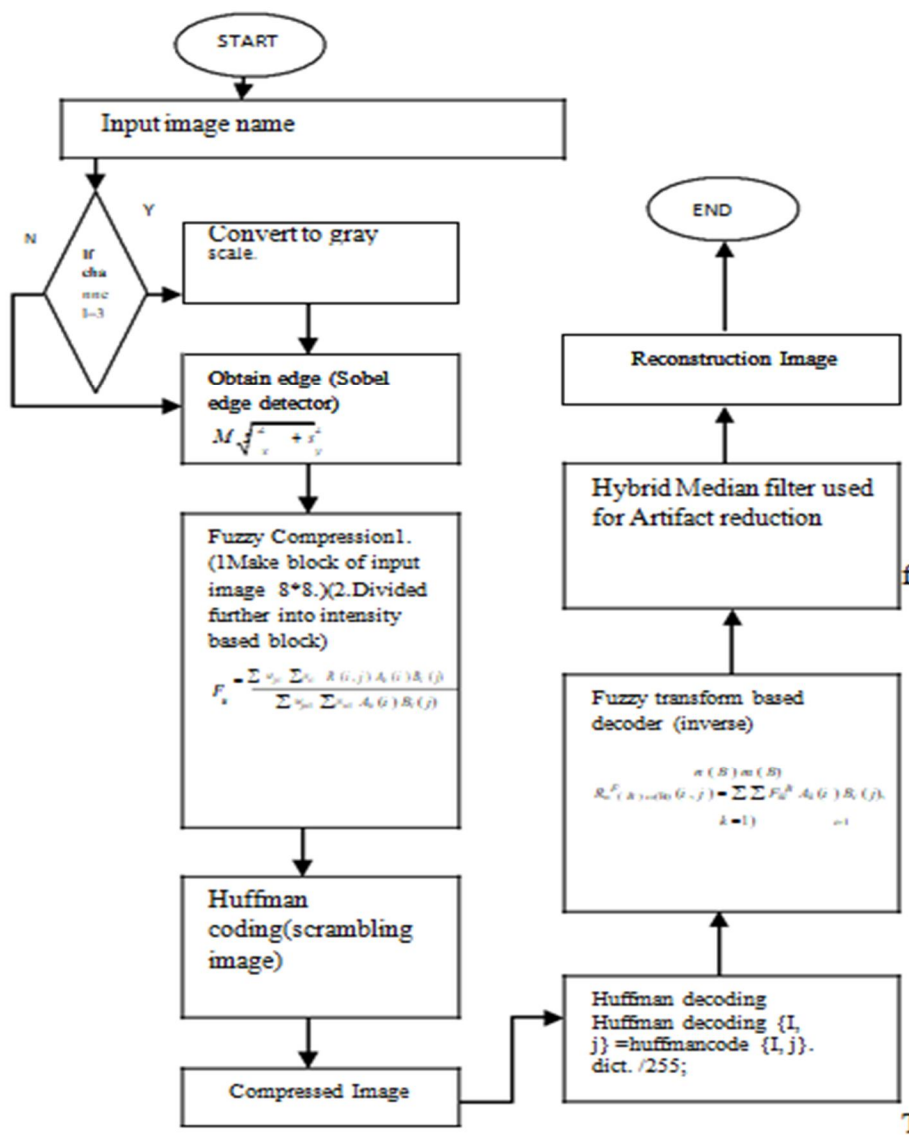 START
Input image name
N
Y
If
cha
nne
l=3
Convert to gray
scale.
Obtain edge (Sobel
edge detector)
M
Fuzzy Compression1.
(1Make block of input
image 8*8.)(2.Divided
further into intensity
based block)
Huffman
coding(scrambling
image)
Compressed Image
Huffman decoding
Huffman decoding {I,
j} =huffmancode {I, j}.
dict. /255;
Fuzzy transform based
decoder (inverse)
n ( B ) m ( B )
Hybrid Median filter used
for Artifact reduction
Reconstruction Image
END
f
T